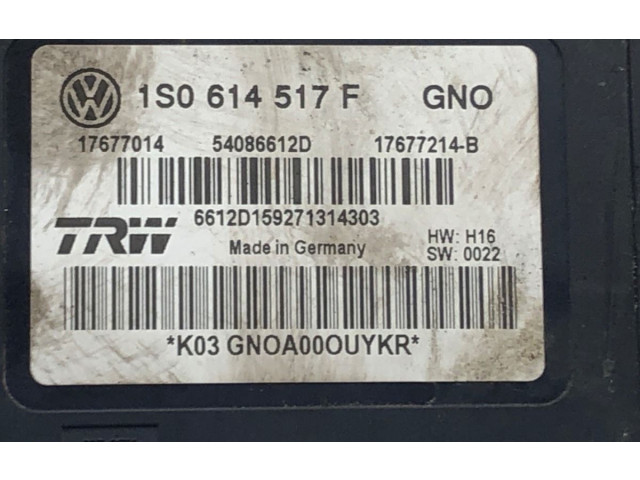 1S0 614 517 F GNO
17677014 54086612D 17677214-B
6612D159271314303
TRW Made in Germany HW: H16
SW: 0022
*K03 GNOA00OUYKR*